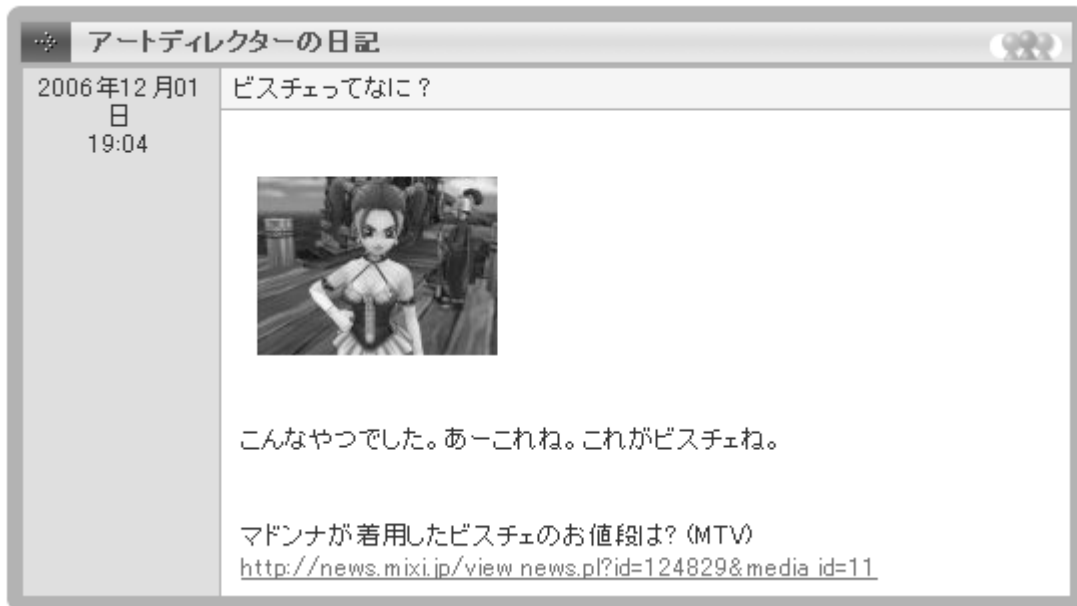 アートディレクターの日記
2006年12月01
日
19:04
ビスチェってなに？
こんなやつでした。あーこれね。これがビスチェね。
マドンナが着用したビスチェのお値段は? (MTV)
http://news.mixi.jp/view_news.pl?id=124829&media_id=11